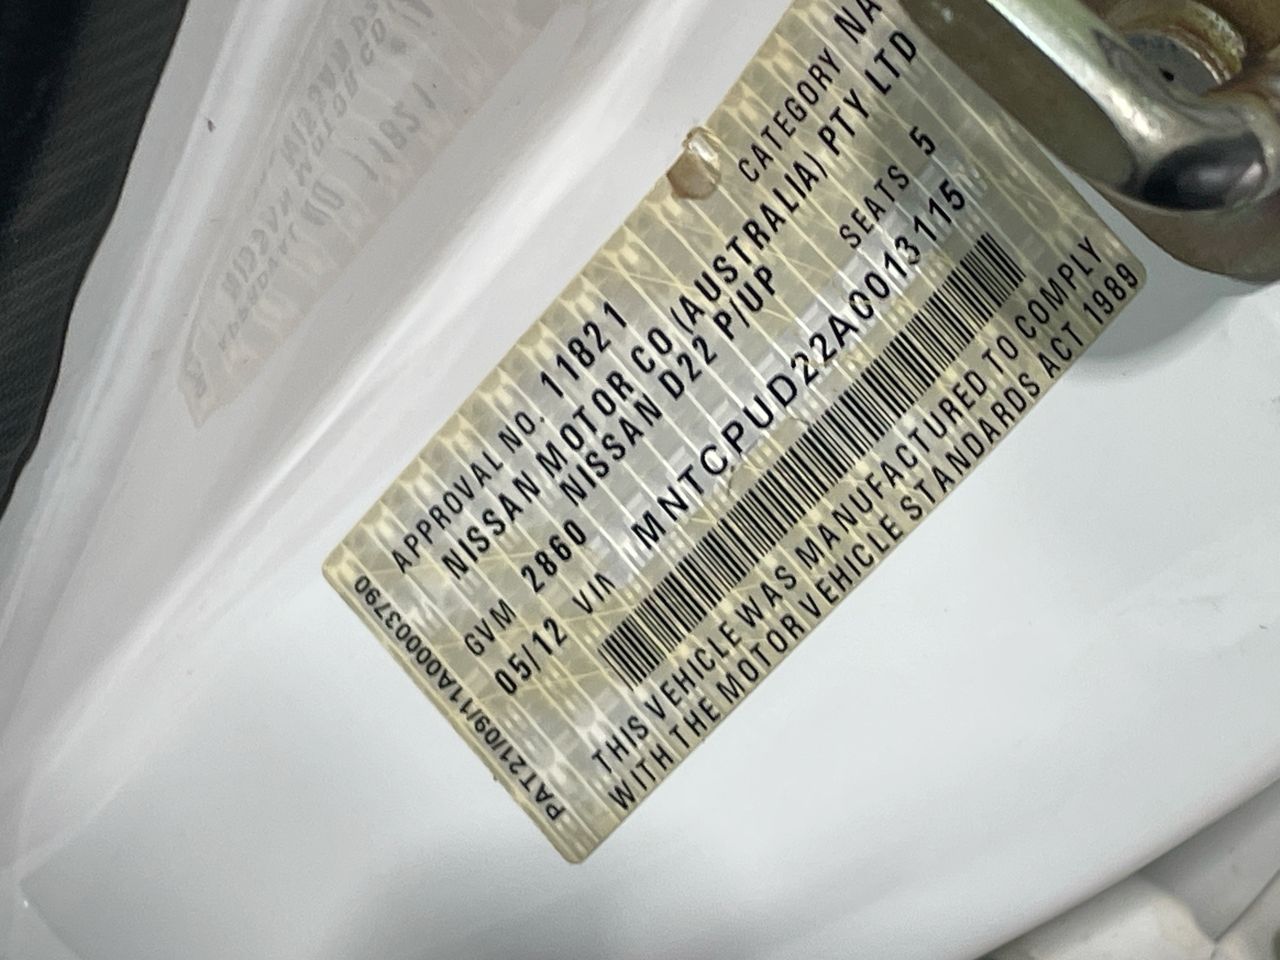 APPROVAL NO. 11821 CATEGORY NA
NISSAN MOTOR CO (AUSTRALIA) PTY LTD
NISSAN D22 P/UP
GVM 2860 SEATS 5
05/12 VIN MNTCPUD22A0013115
THIS VEHICLE WAS MANUFACTURED TO COMPLY
WITH THE MOTOR VEHICLE STANDARDS ACT 1989
PAT21/09/11A00003790